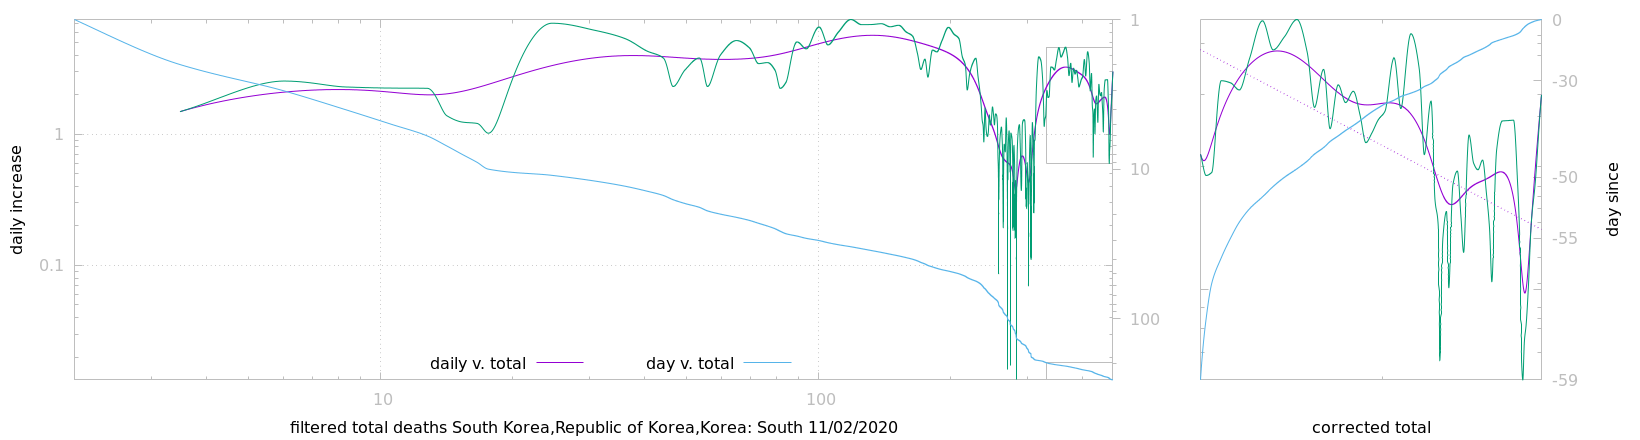 1
0
-30
1
daily increase
10
-50
day since
-55
0.1
100
daily v. total
day v. total
-59
10
100
filtered total deaths South Korea,Republic of Korea,Korea: South 11/02/2020
corrected total